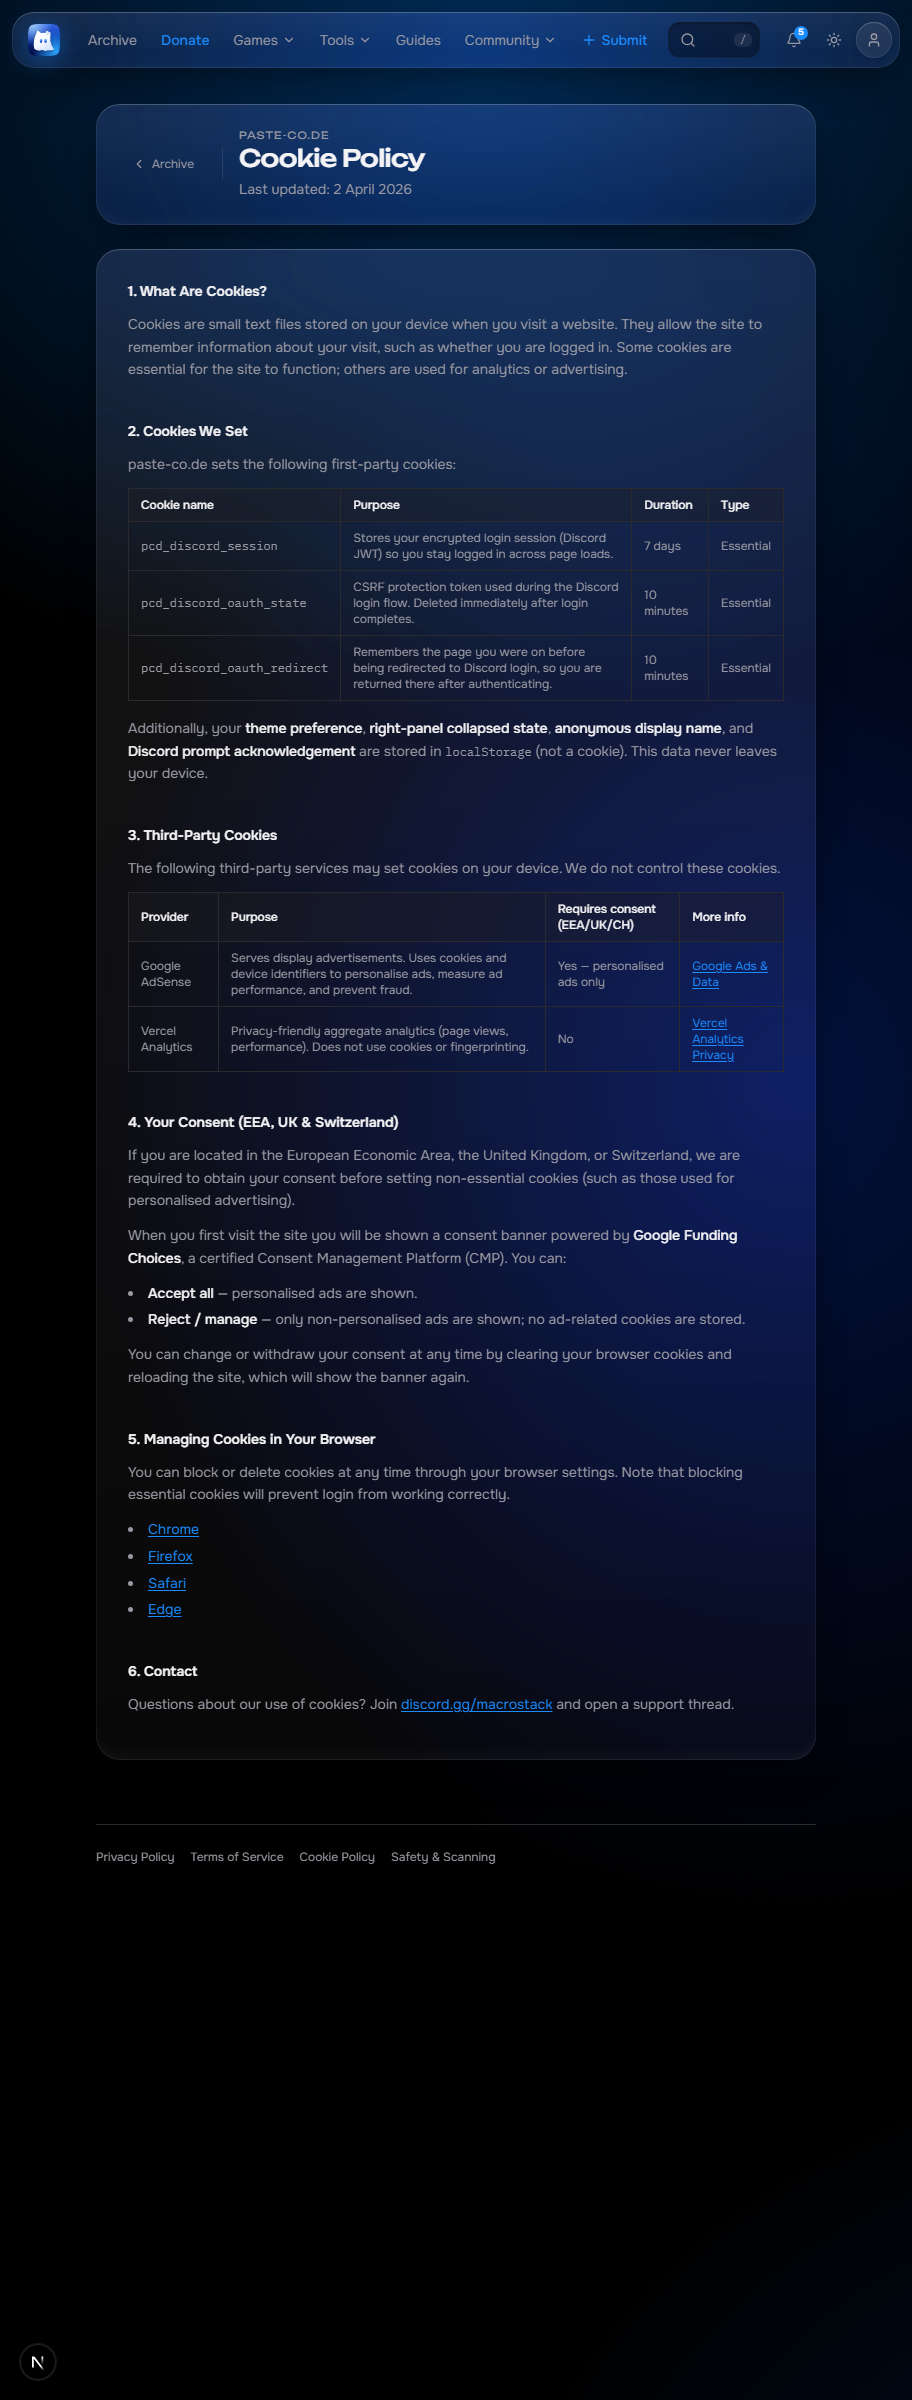 Archive Donate Games Tools Guides Community + Submit / 5
PASTE-CO.DE
Archive
Cookie Policy
Last updated: 2 April 2026
1. What Are Cookies?
Cookies are small text files stored on your device when you visit a website. They allow the site to
remember information about your visit, such as whether you are logged in. Some cookies are
essential for the site to function; others are used for analytics or advertising.
2. Cookies We Set
paste-co.de sets the following first-party cookies:
Cookie name Purpose Duration Type
pcd_discord_session Stores your encrypted login session (Discord
JWT) so you stay logged in across page loads. 7 days Essential
pcd_discord_oauth_state CSRF protection token used during the Discord
login flow. Deleted immediately after login
completes. 10
minutes Essential
pcd_discord_oauth_redirect Remembers the page you were on before
being redirected to Discord login, so you are
returned there after authenticating. 10
minutes Essential
Additionally, your theme preference, right-panel collapsed state, anonymous display name, and
Discord prompt acknowledgement are stored in localStorage (not a cookie). This data never leaves
your device.
3. Third-Party Cookies
The following third-party services may set cookies on your device. We do not control these cookies.
Provider Purpose Requires consent
(EEA/UK/CH) More info
Google
AdSense Serves display advertisements. Uses cookies and
device identifiers to personalise ads, measure ad
performance, and prevent fraud. Yes — personalised
ads only Google Ads &
Data
Vercel
Analytics Privacy-friendly aggregate analytics (page views,
performance). Does not use cookies or fingerprinting. No Vercel
Analytics
Privacy
4. Your Consent (EEA, UK & Switzerland)
If you are located in the European Economic Area, the United Kingdom, or Switzerland, we are
required to obtain your consent before setting non-essential cookies (such as those used for
personalised advertising).
When you first visit the site you will be shown a consent banner powered by Google Funding
Choices, a certified Consent Management Platform (CMP). You can:
• Accept all — personalised ads are shown.
• Reject / manage — only non-personalised ads are shown; no ad-related cookies are stored.
You can change or withdraw your consent at any time by clearing your browser cookies and
reloading the site, which will show the banner again.
5. Managing Cookies in Your Browser
You can block or delete cookies at any time through your browser settings. Note that blocking
essential cookies will prevent login from working correctly.
• Chrome
• Firefox
• Safari
• Edge
6. Contact
Questions about our use of cookies? Join discord.gg/macrostack and open a support thread.
Privacy Policy Terms of Service Cookie Policy Safety & Scanning
N